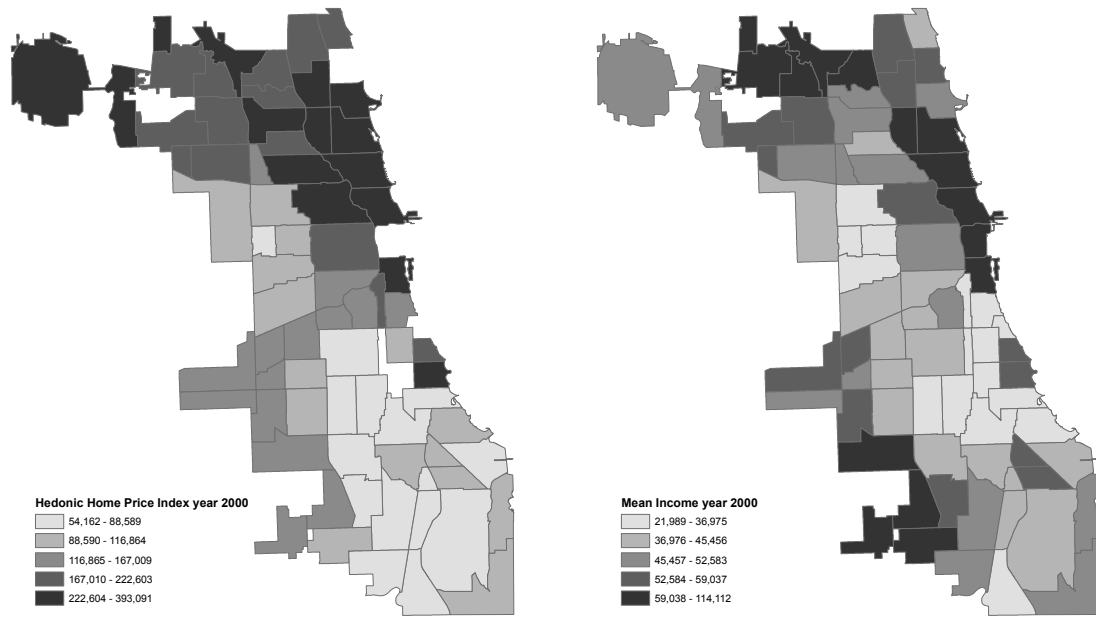 Hedonic Home Price Index year 2000
54,162 - 88,589
88,590 - 116,864
116,865 - 167,009
167,010 - 222,603
222,604 - 393,091
Mean Income year 2000
21,989 - 36,975
36,976 - 45,456
45,457 - 52,583
52,584 - 59,037
59,038 - 114,112